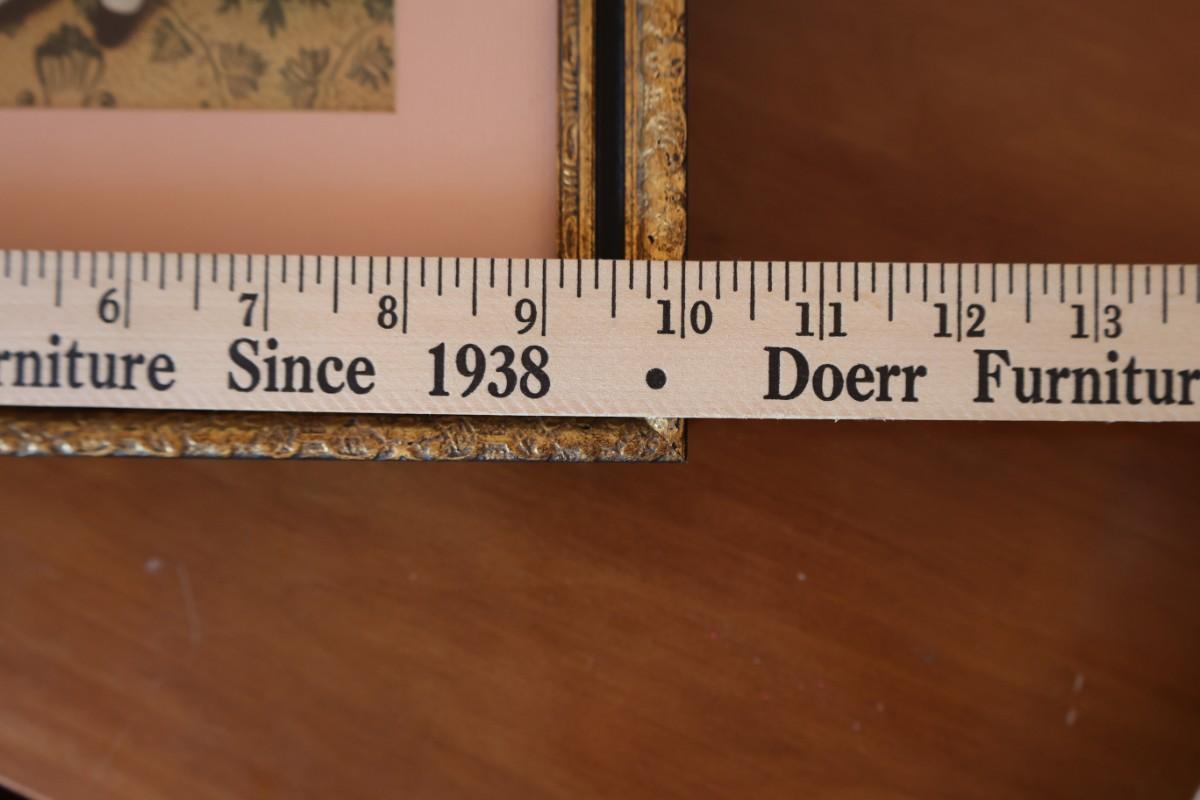 6 7 8 9 10 11 12 13
rniture Since 1938 • Doerr Furnitur